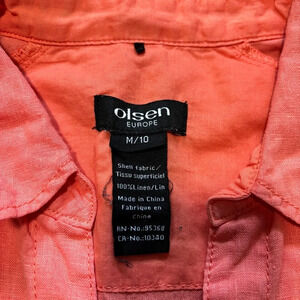 olsen
EUROPE
M/10
Shell fabric/
Tissu superficiel
100%Linen/Lin
Made in China
Fabriqué en
Chine
RN-No.:95368
CA-No.:10380